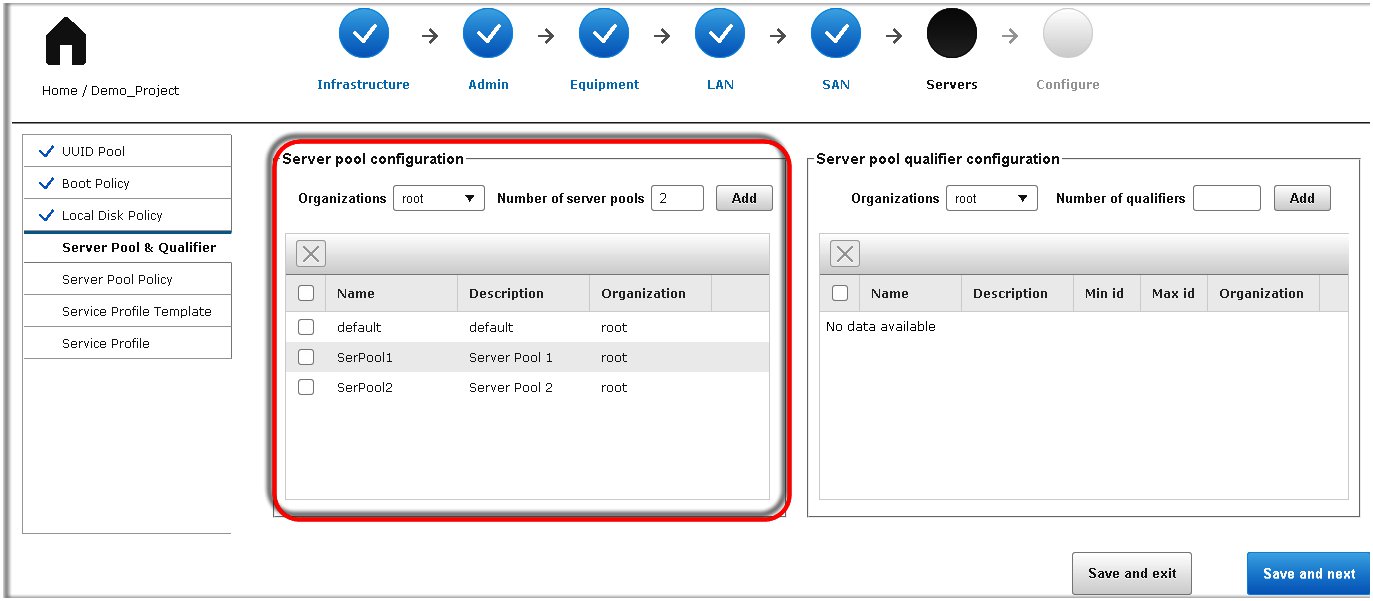 Infrastructure Admin Equipment LAN SAN Servers Configure
Home / Demo_Project
UUID Pool
Boot Policy
Local Disk Policy
Server Pool & Qualifier
Server Pool Policy
Service Profile Template
Service Profile
Server pool configuration
Organizations root Number of server pools 2 Add
Name Description Organization
default default root
SerPool1 Server Pool 1 root
SerPool2 Server Pool 2 root
Server pool qualifier configuration
Organizations root Number of qualifiers Add
Name Description Min id Max id Organization
No data available
Save and exit Save and next